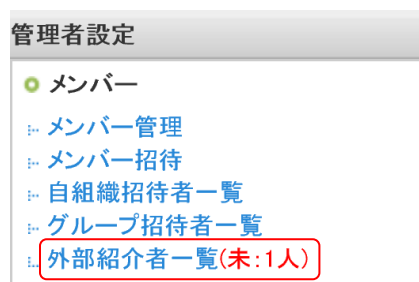 管理者設定
メンバー
メンバー管理
メンバー招待
自組織招待者一覧
グループ招待者一覧
外部紹介者一覧(未:1人)